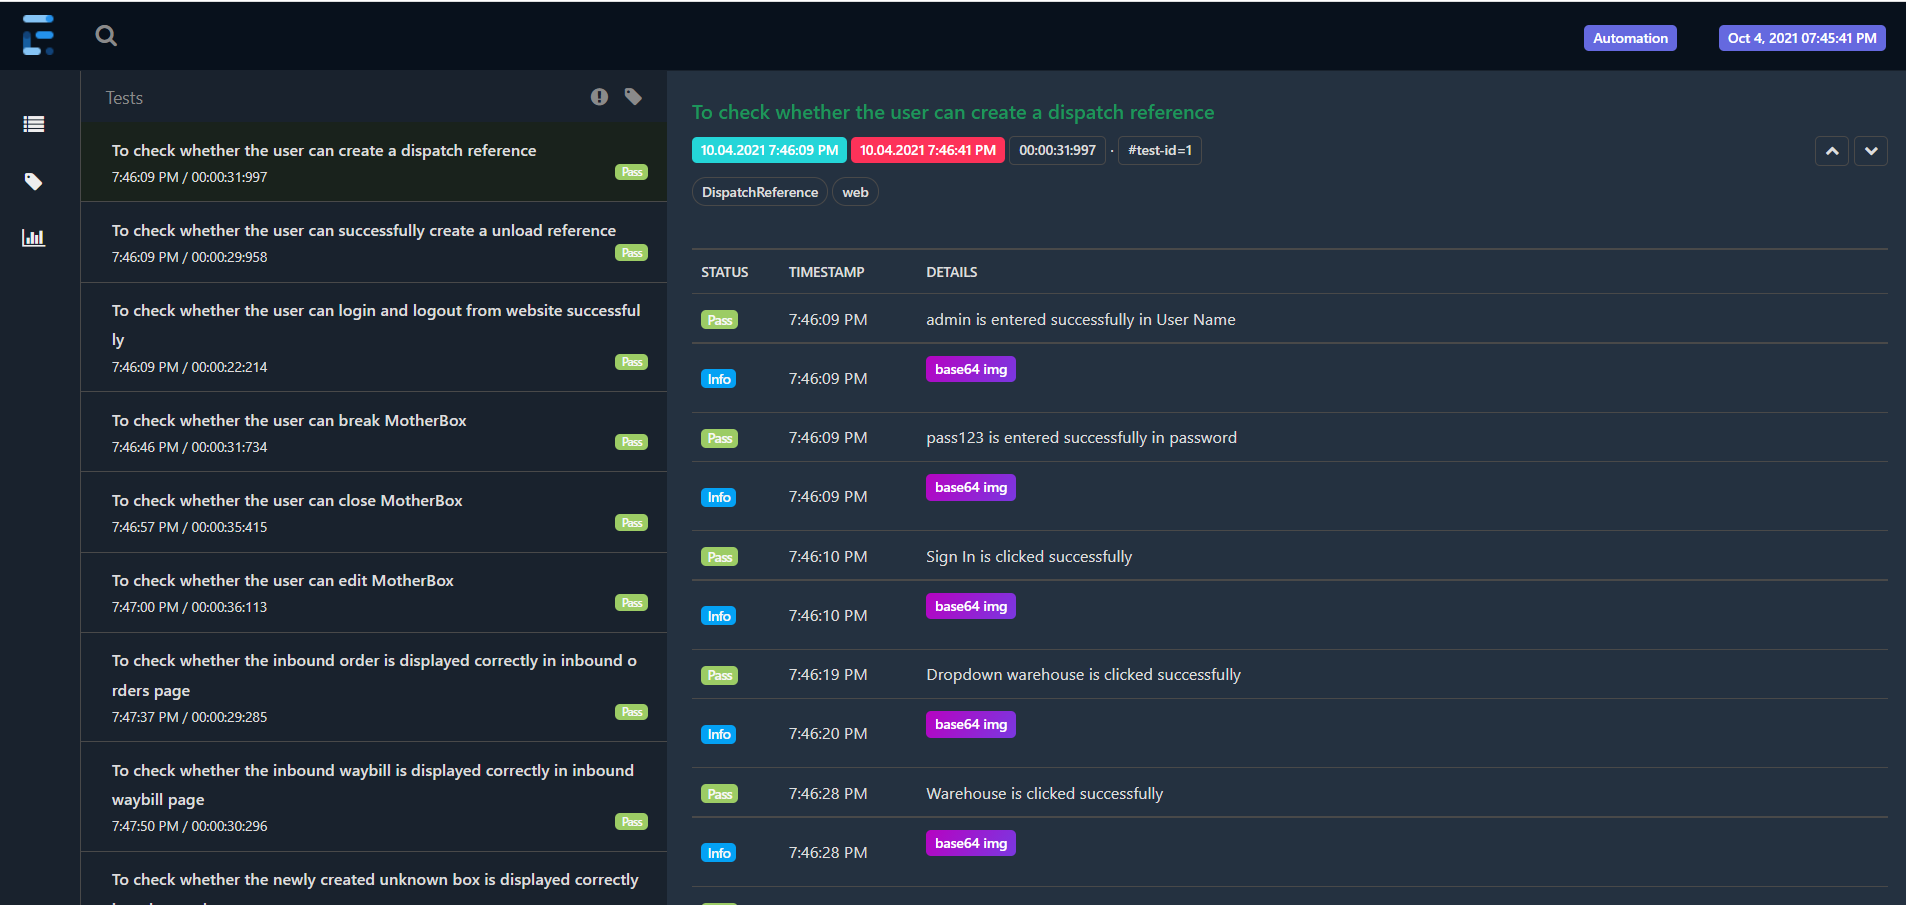 Automation
Oct 4, 2021 07:45:41 PM
Tests
To check whether the user can create a dispatch reference
7:46:09 PM / 00:00:31:997
Pass
To check whether the user can successfully create a unload reference
7:46:09 PM / 00:00:29:958
Pass
To check whether the user can login and logout from website successful
ly
7:46:09 PM / 00:00:22:214
Pass
To check whether the user can break MotherBox
7:46:46 PM / 00:00:31:734
Pass
To check whether the user can close MotherBox
7:46:57 PM / 00:00:35:415
Pass
To check whether the user can edit MotherBox
7:47:00 PM / 00:00:36:113
Pass
To check whether the inbound order is displayed correctly in inbound o
rders page
7:47:37 PM / 00:00:29:285
Pass
To check whether the inbound waybill is displayed correctly in inbound
waybill page
7:47:50 PM / 00:00:30:296
Pass
To check whether the newly created unknown box is displayed correctly
To check whether the user can create a dispatch reference
10.04.2021 7:46:09 PM 10.04.2021 7:46:41 PM 00:00:31:997 · #test-id=1
DispatchReference web
STATUS TIMESTAMP DETAILS
Pass 7:46:09 PM admin is entered successfully in User Name
Info 7:46:09 PM base64 img
Pass 7:46:09 PM pass123 is entered successfully in password
Info 7:46:09 PM base64 img
Pass 7:46:10 PM Sign In is clicked successfully
Info 7:46:10 PM base64 img
Pass 7:46:19 PM Dropdown warehouse is clicked successfully
Info 7:46:20 PM base64 img
Pass 7:46:28 PM Warehouse is clicked successfully
Info 7:46:28 PM base64 img